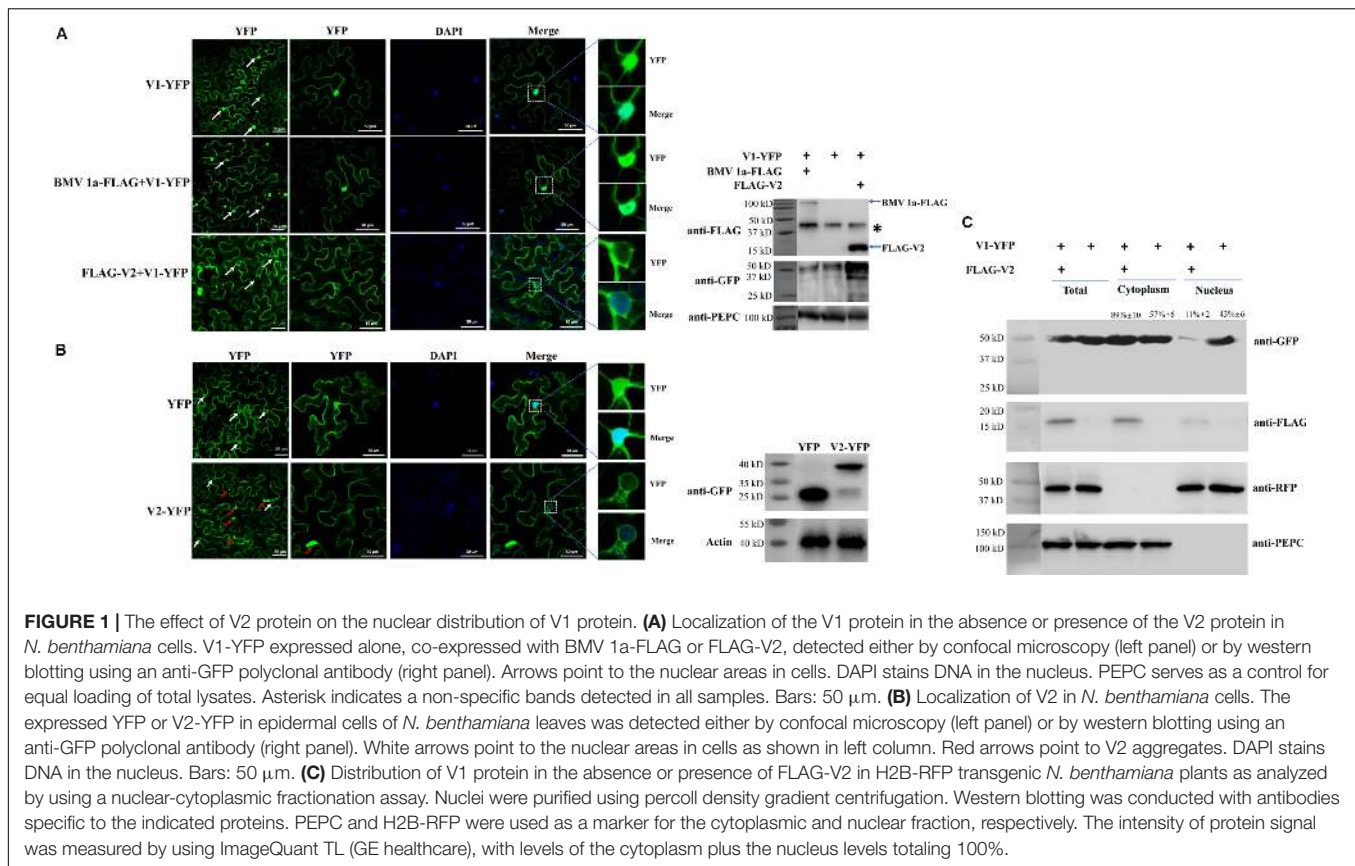 A
YFP YFP DAPI Merge
V1-YFP
YFP
Merge
BMV 1a-FLAG+V1-YFP
YFP
Merge
FLAG-V2+V1-YFP
YFP
Merge
V1-YFP + + +
BMV 1a-FLAG +
FLAG-V2 +
100 kD
BMV 1a-FLAG
50 kD
anti-FLAG
37 kD
*
15 kD
FLAG-V2
50 kD
anti-GFP
37 kD
25 kD
anti-PEPC
100 kD
B
YFP YFP DAPI Merge
YFP
YFP
Merge
V2-YFP
YFP
Merge
YFP V2-YFP
40 kD
35 kD
anti-GFP
25 kD
55 kD
Actin
40 kD
C
V1-YFP + + + + + +
FLAG-V2 + + +
Total Cytoplasm Nucleus
89%±10 57%±6 11%±2 43%±6
50 kD
anti-GFP
37 kD
25 kD
20 kD
anti-FLAG
15 kD
50 kD
anti-RFP
37 kD
150 kD
anti-PEPC
100 kD
FIGURE 1 | The effect of V2 protein on the nuclear distribution of V1 protein. (A) Localization of the V1 protein in the absence or presence of the V2 protein in
N. benthamiana cells. V1-YFP expressed alone, co-expressed with BMV 1a-FLAG or FLAG-V2, detected either by confocal microscopy (left panel) or by western
blotting using an anti-GFP polyclonal antibody (right panel). Arrows point to the nuclear areas in cells. DAPI stains DNA in the nucleus. PEPC serves as a control for
equal loading of total lysates. Asterisk indicates a non-specific bands detected in all samples. Bars: 50 μm. (B) Localization of V2 in N. benthamiana cells. The
expressed YFP or V2-YFP in epidermal cells of N. benthamiana leaves was detected either by confocal microscopy (left panel) or by western blotting using an
anti-GFP polyclonal antibody (right panel). White arrows point to the nuclear areas in cells as shown in left column. Red arrows point to V2 aggregates. DAPI stains
DNA in the nucleus. Bars: 50 μm. (C) Distribution of V1 protein in the absence or presence of FLAG-V2 in H2B-RFP transgenic N. benthamiana plants as analyzed
by using a nuclear-cytoplasmic fractionation assay. Nuclei were purified using percoll density gradient centrifugation. Western blotting was conducted with antibodies
specific to the indicated proteins. PEPC and H2B-RFP were used as a marker for the cytoplasmic and nuclear fraction, respectively. The intensity of protein signal
was measured by using ImageQuant TL (GE healthcare), with levels of the cytoplasm plus the nucleus levels totaling 100%.